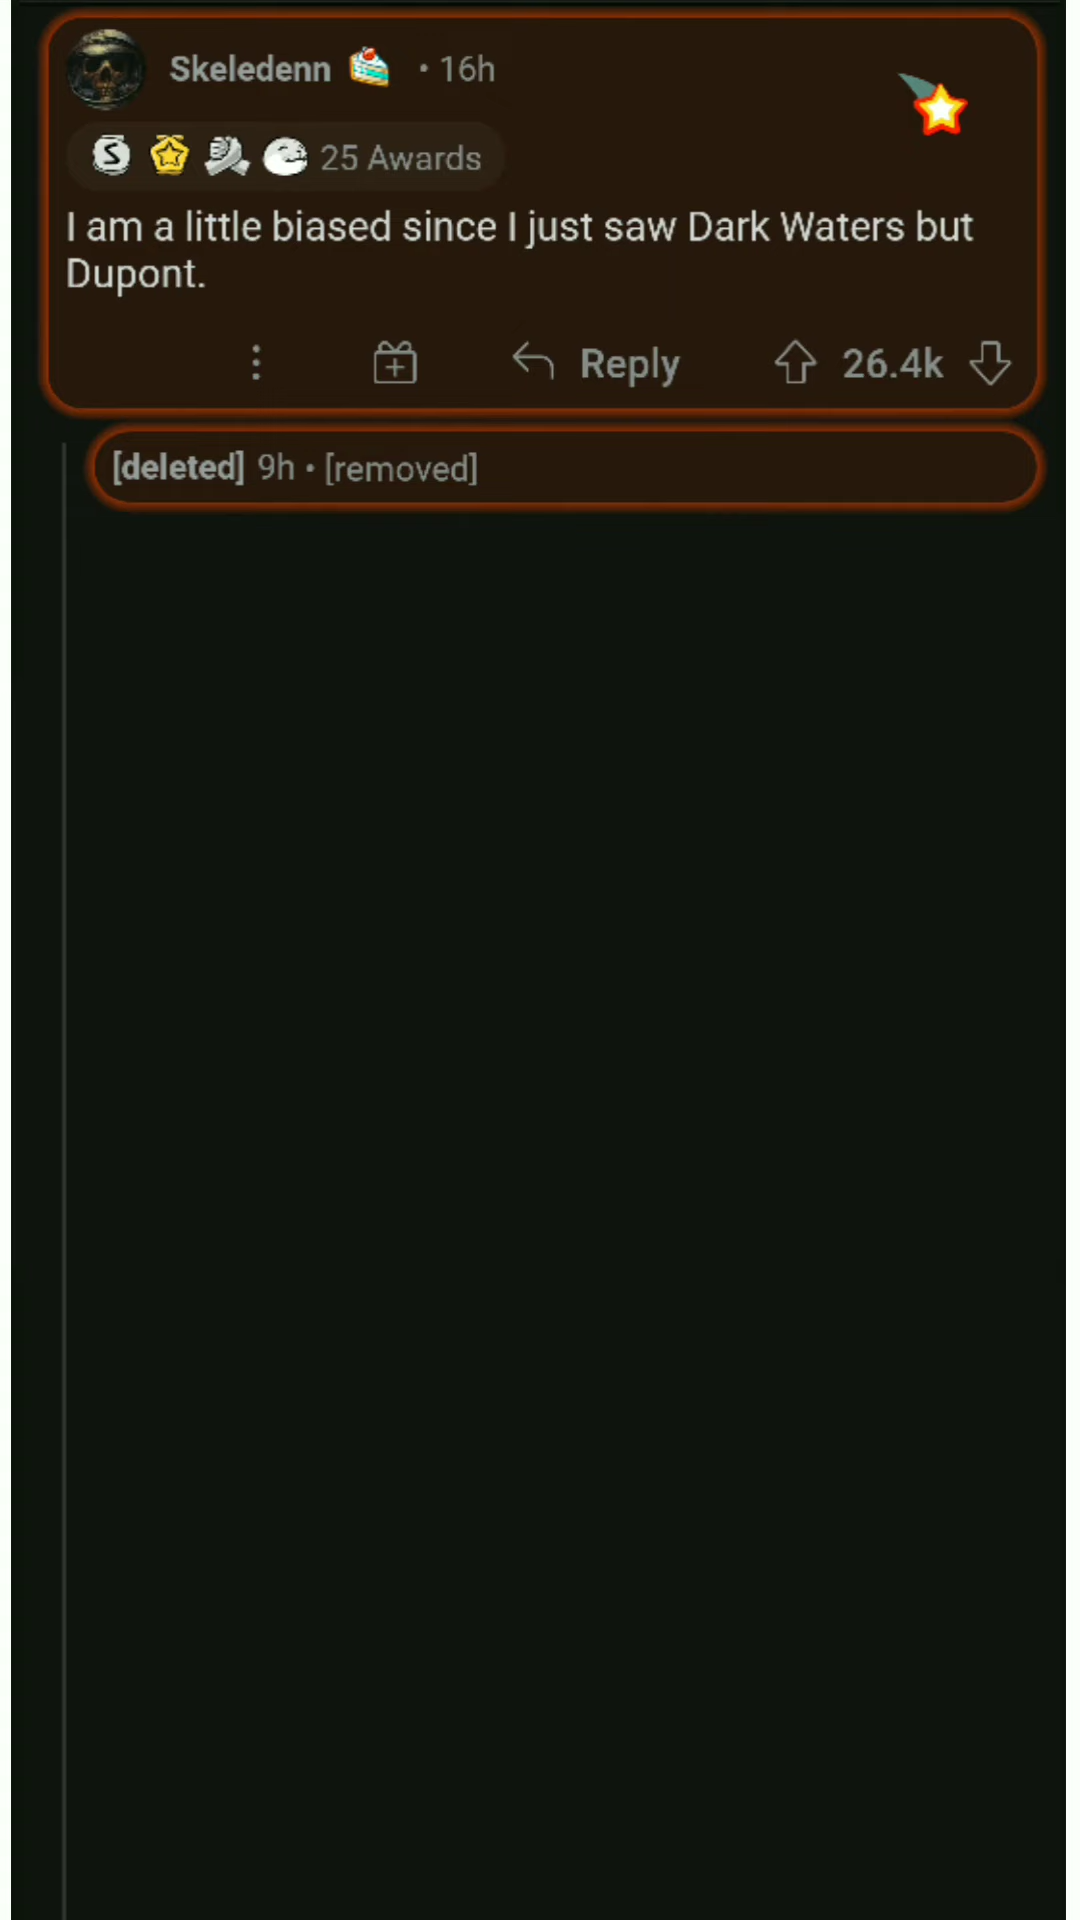 Skeledenn • 16h
S 25 Awards
I am a little biased since I just saw Dark Waters but
Dupont.
Reply 26.4k
[deleted] 9h • [removed]